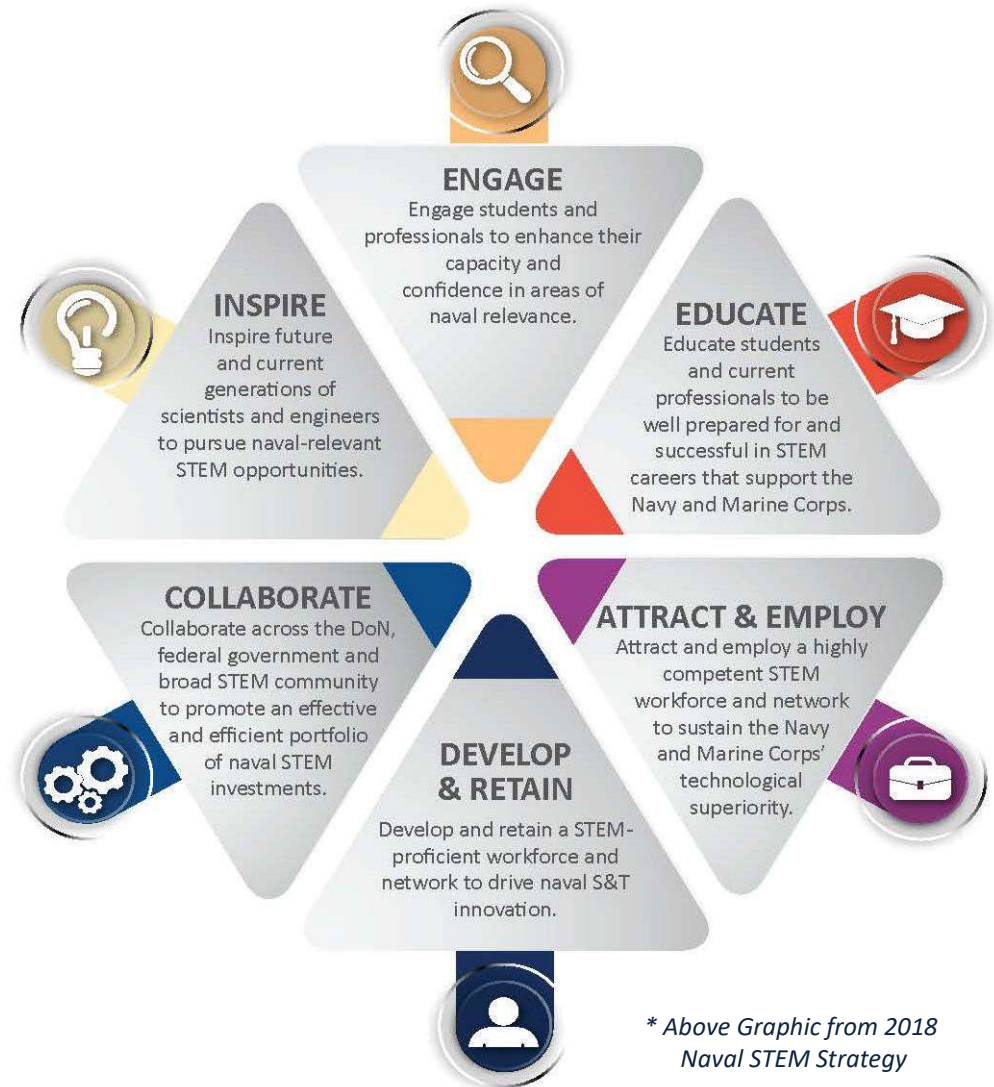 ENGAGE
Engage students and
professionals to enhance their
capacity and
confidence in areas of
naval relevance.
INSPIRE
Inspire future
and current
generations of
scientists and engineers
to pursue naval-relevant
STEM opportunities.
EDUCATE
Educate students
and current
professionals to be
well prepared for and
successful in STEM
careers that support the
Navy and Marine Corps.
COLLABORATE
Collaborate across the DoN,
federal government and
broad STEM community
to promote an effective
and efficient portfolio
of naval STEM
investments.
ATTRACT & EMPLOY
Attract and employ a highly
competent STEM
workforce and network
to sustain the Navy
and Marine Corps’
technological
superiority.
DEVELOP
& RETAIN
Develop and retain a STEM-
proficient workforce and
network to drive naval S&T
innovation.
* Above Graphic from 2018
Naval STEM Strategy